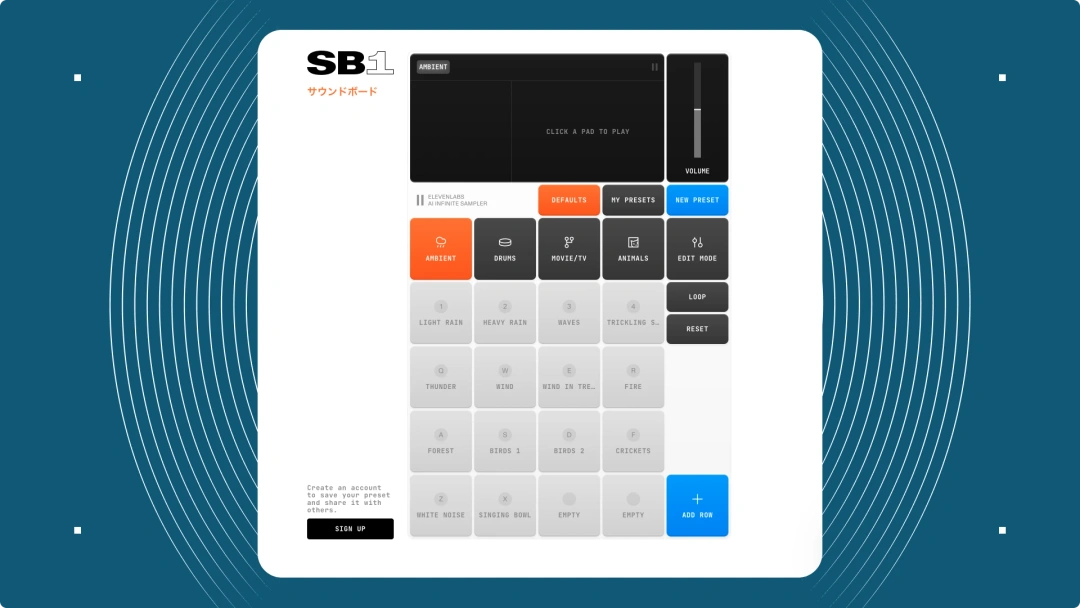 SB1
サウンドボード
AMBIENT
CLICK A PAD TO PLAY
VOLUME
ELEVENLABS
AI INFINITE SAMPLER
DEFAULTS
MY PRESETS
NEW PRESET
AMBIENT
DRUMS
MOVIE/TV
ANIMALS
EDIT MODE
LOOP
RESET
1
LIGHT RAIN
2
HEAVY RAIN
3
WAVES
4
TRICKLING S…
Q
THUNDER
W
WIND
E
WIND IN TRE…
R
FIRE
A
FOREST
BIRDS 1
D
BIRDS 2
F
CRICKETS
Z
WHITE NOISE
X
SINGING BOWL
EMPTY
EMPTY
ADD ROW
Create an account
to save your preset
and share it with
others.
SIGN UP